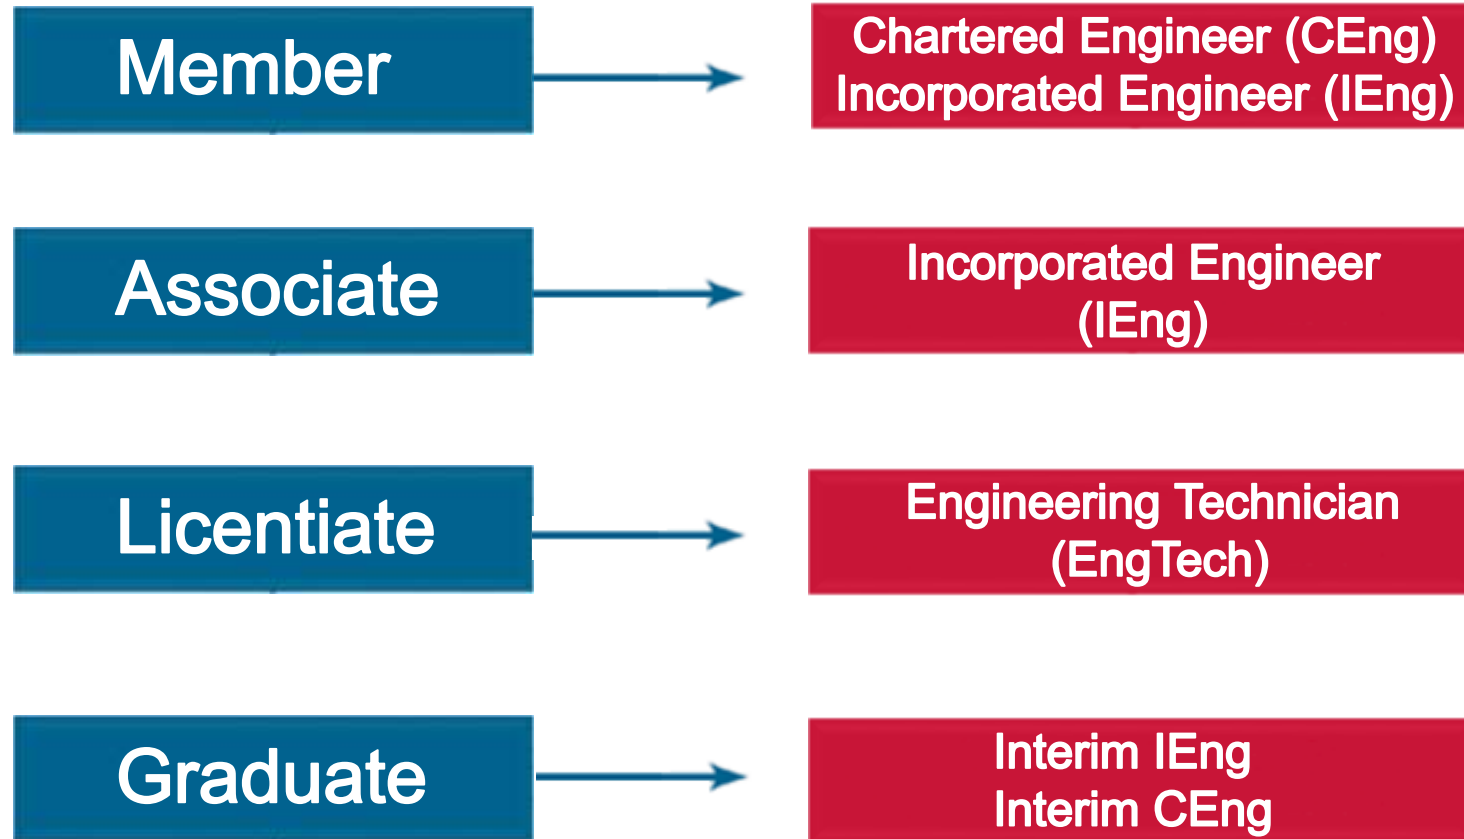 Member
Chartered Engineer (CEng)
Incorporated Engineer (IEng)
Associate
Incorporated Engineer
(IEng)
Licentiate
Engineering Technician
(EngTech)
Graduate
Interim IEng
Interim CEng